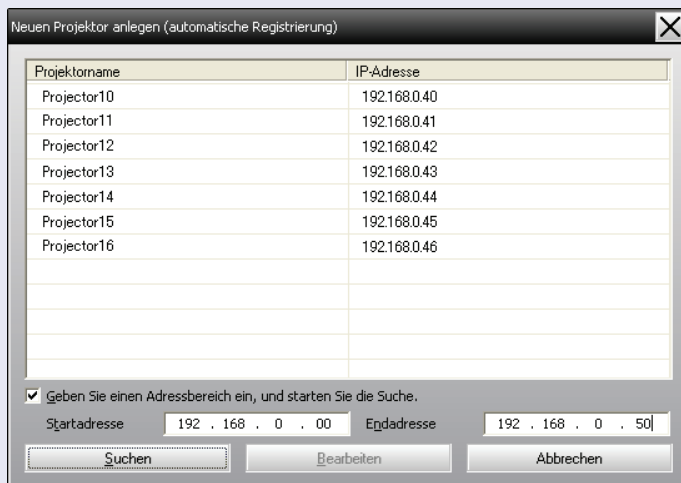 Neuen Projektor anlegen (automatische Registrierung)
Projektorname IP-Adresse
Projector10 192.168.0.40
Projector11 192.168.0.41
Projector12 192.168.0.42
Projector13 192.168.0.43
Projector14 192.168.0.44
Projector15 192.168.0.45
Projector16 192.168.0.46
Geben Sie einen Adressbereich ein, und starten Sie die Suche.
Startadresse 192 . 168 . 0 . 00 Endadresse 192 . 168 . 0 . 50
Suchen Bearbeiten Abbrechen